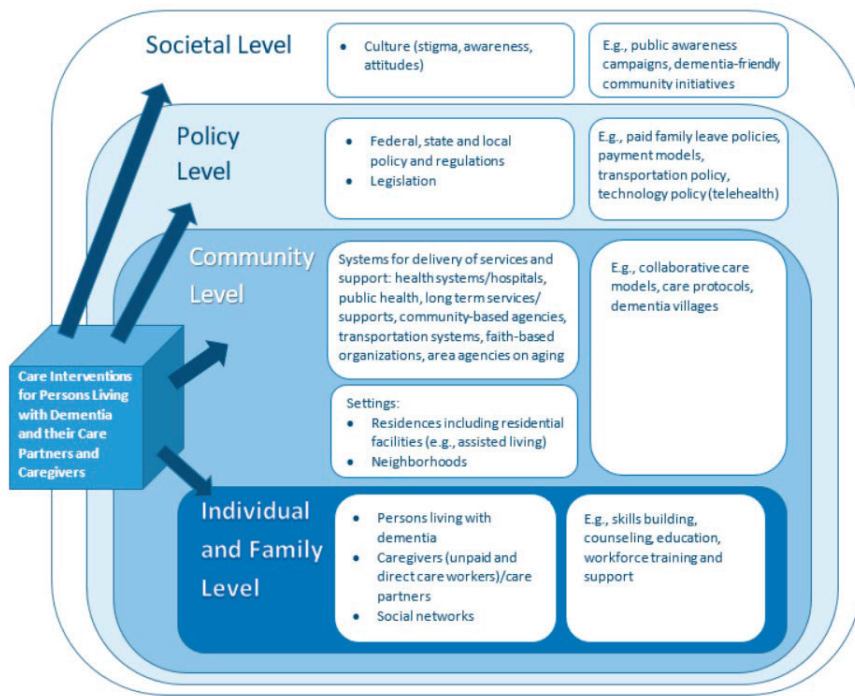 Societal Level
• Culture (stigma, awareness,
attitudes)
E.g., public awareness
campaigns, dementia-friendly
community initiatives
Policy
Level
• Federal, state and local
policy and regulations
• Legislation
E.g., paid family leave policies,
payment models,
transportation policy,
technology policy (telehealth)
Community
Level
Systems for delivery of services and
support: health systems/hospitals,
public health, long term services/
supports, community-based agencies,
transportation systems, faith-based
organizations, area agencies on aging
E.g., collaborative care
models, care protocols,
dementia villages
Settings:
• Residences including residential
facilities (e.g., assisted living)
• Neighborhoods
Care Interventions
for Persons Living
with Dementia
and their Care
Partners and
Caregivers
Individual
and Family
Level
• Persons living with
dementia
• Caregivers (unpaid and
direct care workers)/care
partners
• Social networks
E.g., skills building,
counseling, education,
workforce training and
support